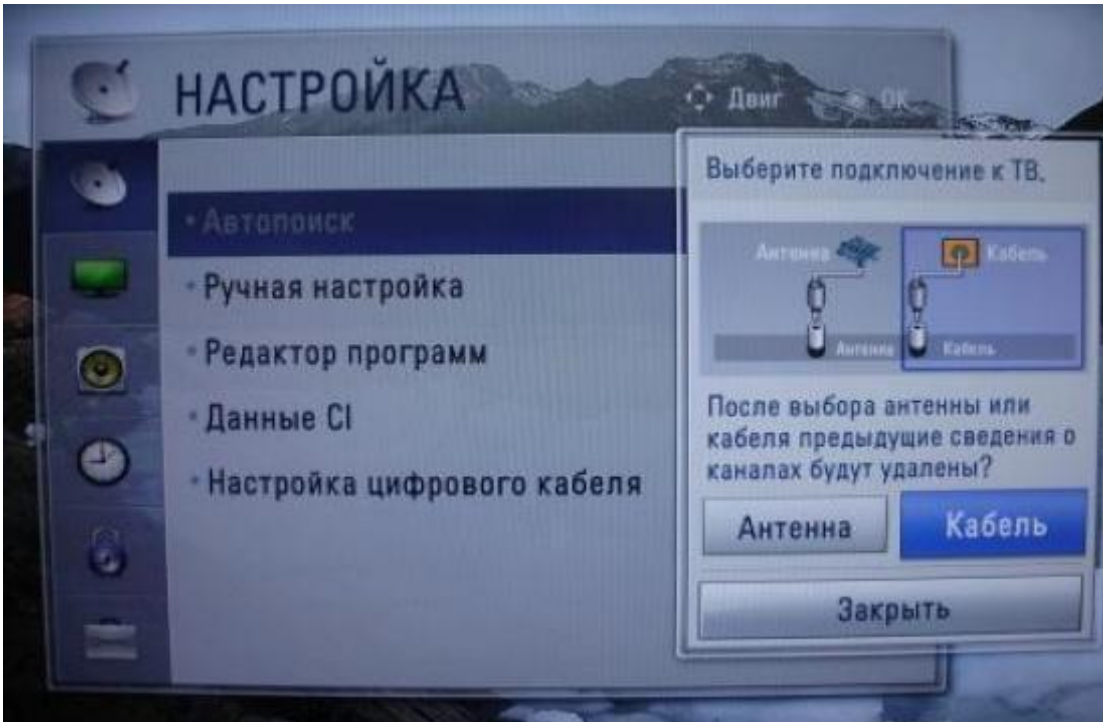 НАСТРОЙКА
Двиг
OK
Выберите подключение к ТВ.
• Автопоиск
Антенна
Кабель
Антенна
Кабель
• Ручная настройка
• Редактор программ
• Данные CI
• Настройка цифрового кабеля
После выбора антенны или
кабеля предыдущие сведения о
каналах будут удалены?
Антенна
Кабель
Закрыть